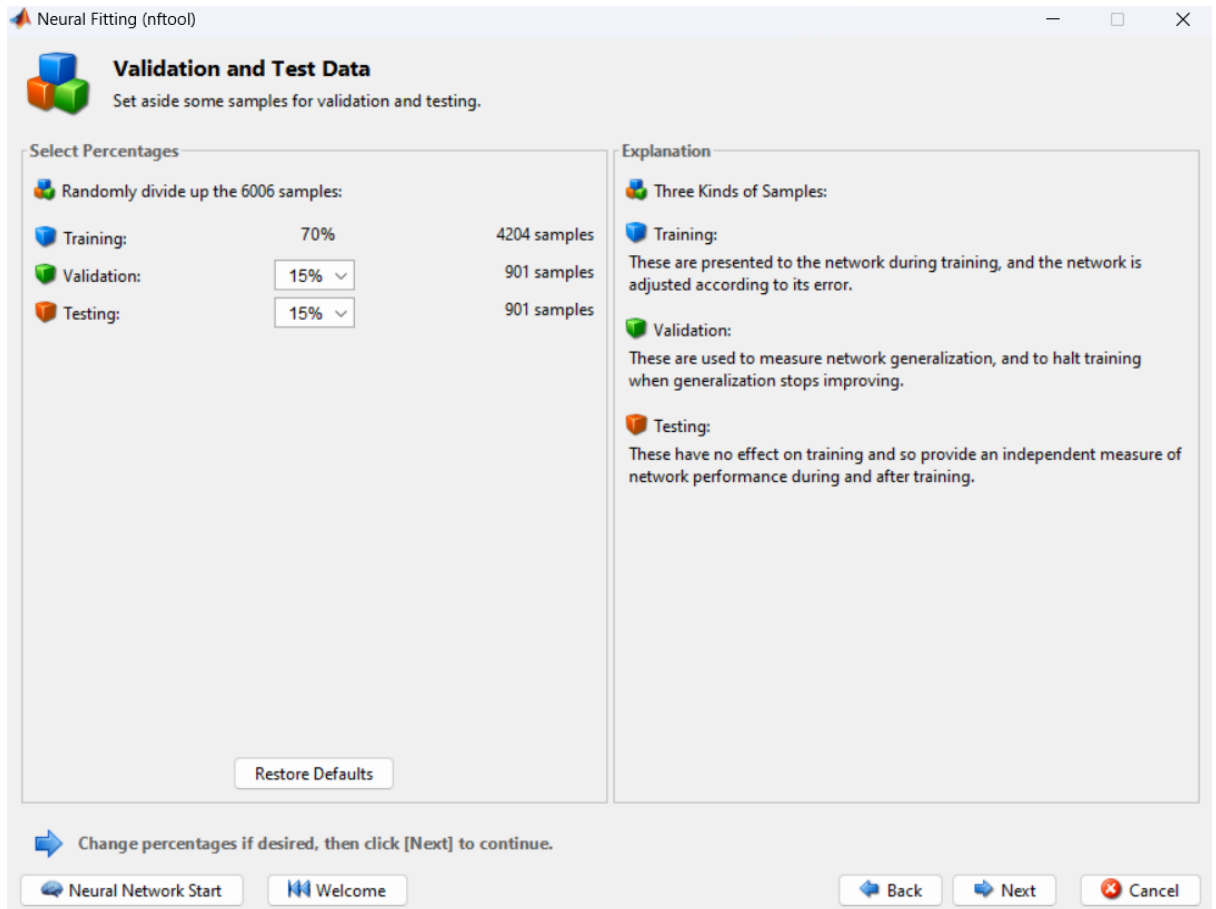 Neural Fitting (nftool)
Validation and Test Data
Set aside some samples for validation and testing.
Select Percentages
Randomly divide up the 6006 samples:
Training: 70% 4204 samples
Validation: 15% 901 samples
Testing: 15% 901 samples
Restore Defaults
Explanation
Three Kinds of Samples:
Training:
These are presented to the network during training, and the network is
adjusted according to its error.
Validation:
These are used to measure network generalization, and to halt training
when generalization stops improving.
Testing:
These have no effect on training and so provide an independent measure of
network performance during and after training.
Change percentages if desired, then click [Next] to continue.
Neural Network Start Welcome Back Next Cancel